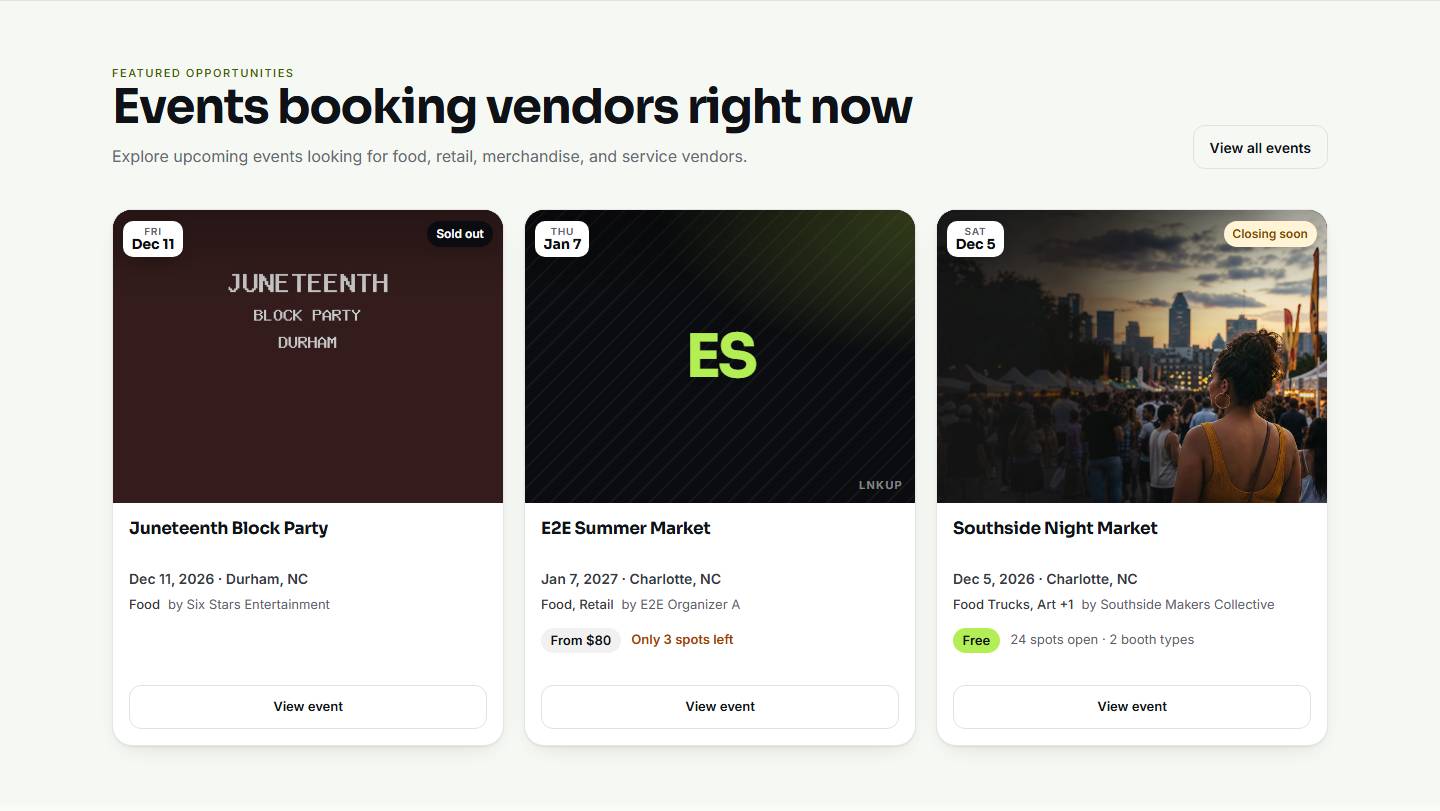 FEATURED OPPORTUNITIES
Events booking vendors right now
Explore upcoming events looking for food, retail, merchandise, and service vendors.
View all events
FRI
Dec 11
Sold out
JUNETEENTH
BLOCK PARTY
DURHAM
Juneteenth Block Party
Dec 11, 2026 · Durham, NC
Food by Six Stars Entertainment
View event
THU
Jan 7
ES
LNKUP
E2E Summer Market
Jan 7, 2027 · Charlotte, NC
Food, Retail by E2E Organizer A
From $80 Only 3 spots left
View event
SAT
Dec 5
Closing soon
Southside Night Market
Dec 5, 2026 · Charlotte, NC
Food Trucks, Art +1 by Southside Makers Collective
Free 24 spots open · 2 booth types
View event